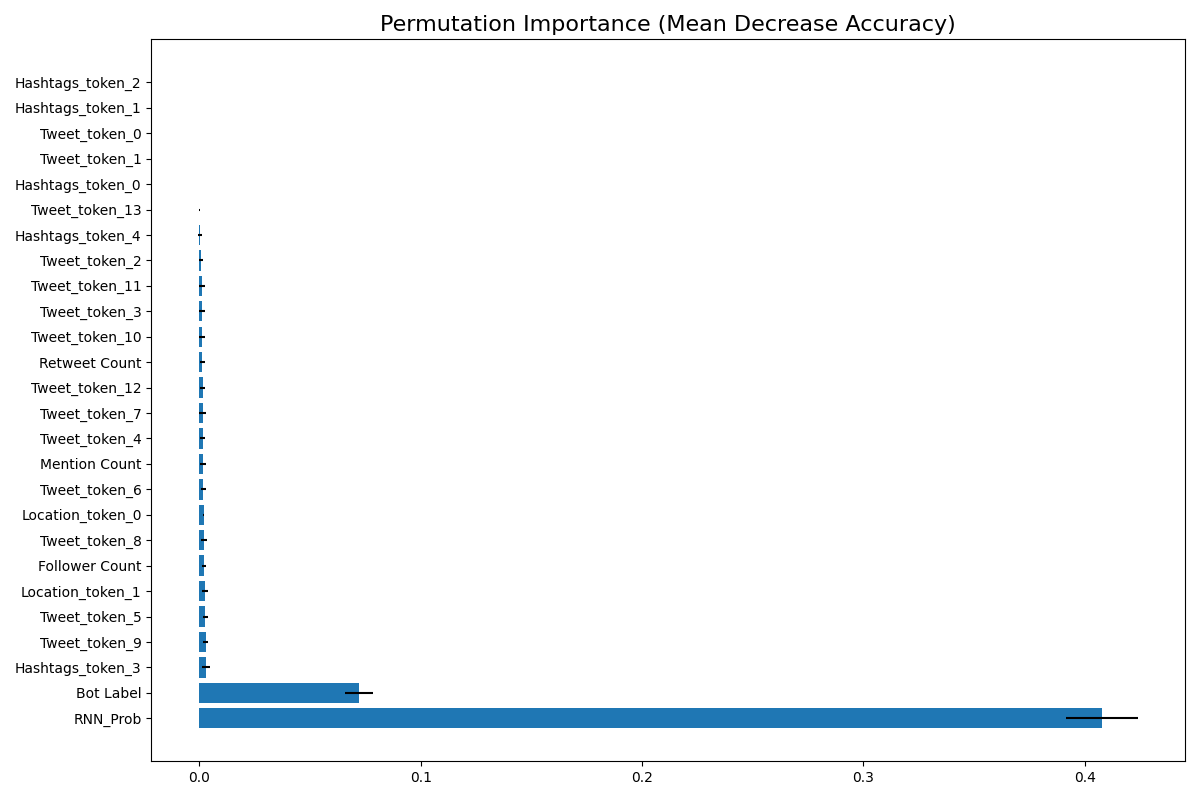 Permutation Importance (Mean Decrease Accuracy)
Hashtags_token_2
Hashtags_token_1
Tweet_token_0
Tweet_token_1
Hashtags_token_0
Tweet_token_13
Hashtags_token_4
Tweet_token_2
Tweet_token_11
Tweet_token_3
Tweet_token_10
Retweet Count
Tweet_token_12
Tweet_token_7
Tweet_token_4
Mention Count
Tweet_token_6
Location_token_0
Tweet_token_8
Follower Count
Location_token_1
Tweet_token_5
Tweet_token_9
Hashtags_token_3
Bot Label
RNN_Prob
0.0 0.1 0.2 0.3 0.4